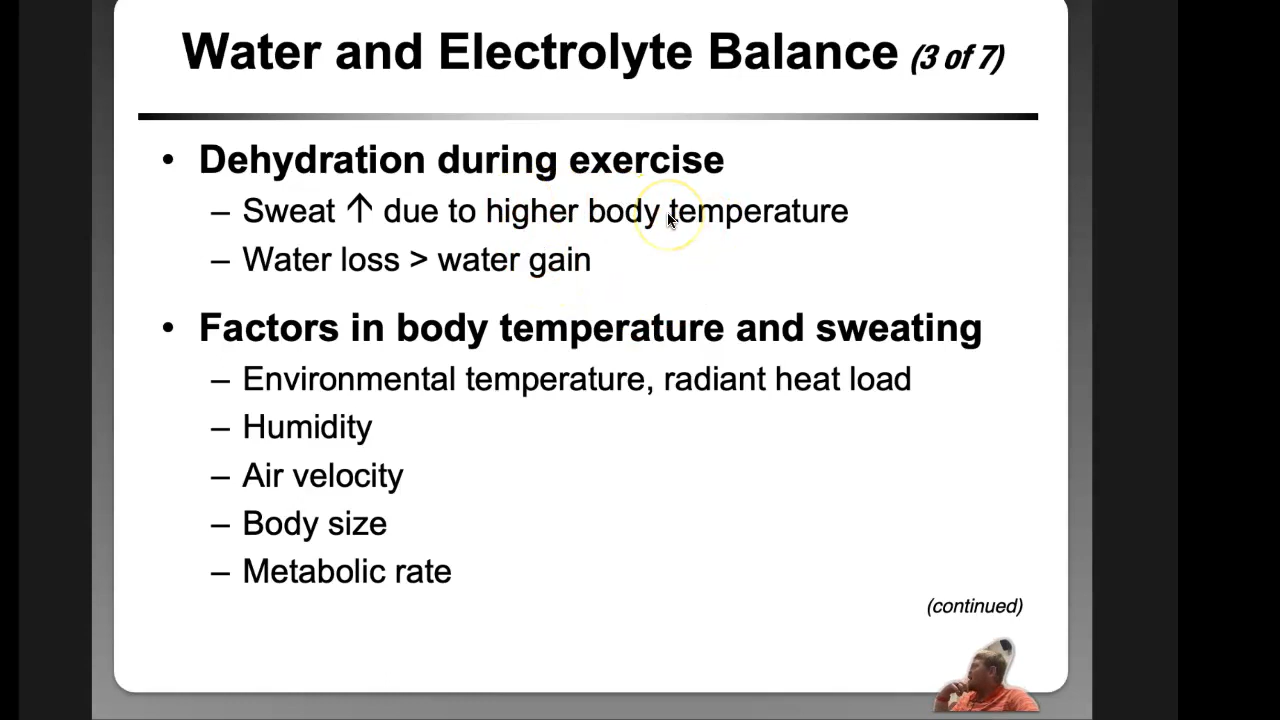 Water and Electrolyte Balance (3 of 7)
• Dehydration during exercise
– Sweat ↑ due to higher body temperature
– Water loss > water gain
• Factors in body temperature and sweating
– Environmental temperature, radiant heat load
– Humidity
– Air velocity
– Body size
– Metabolic rate
(continued)